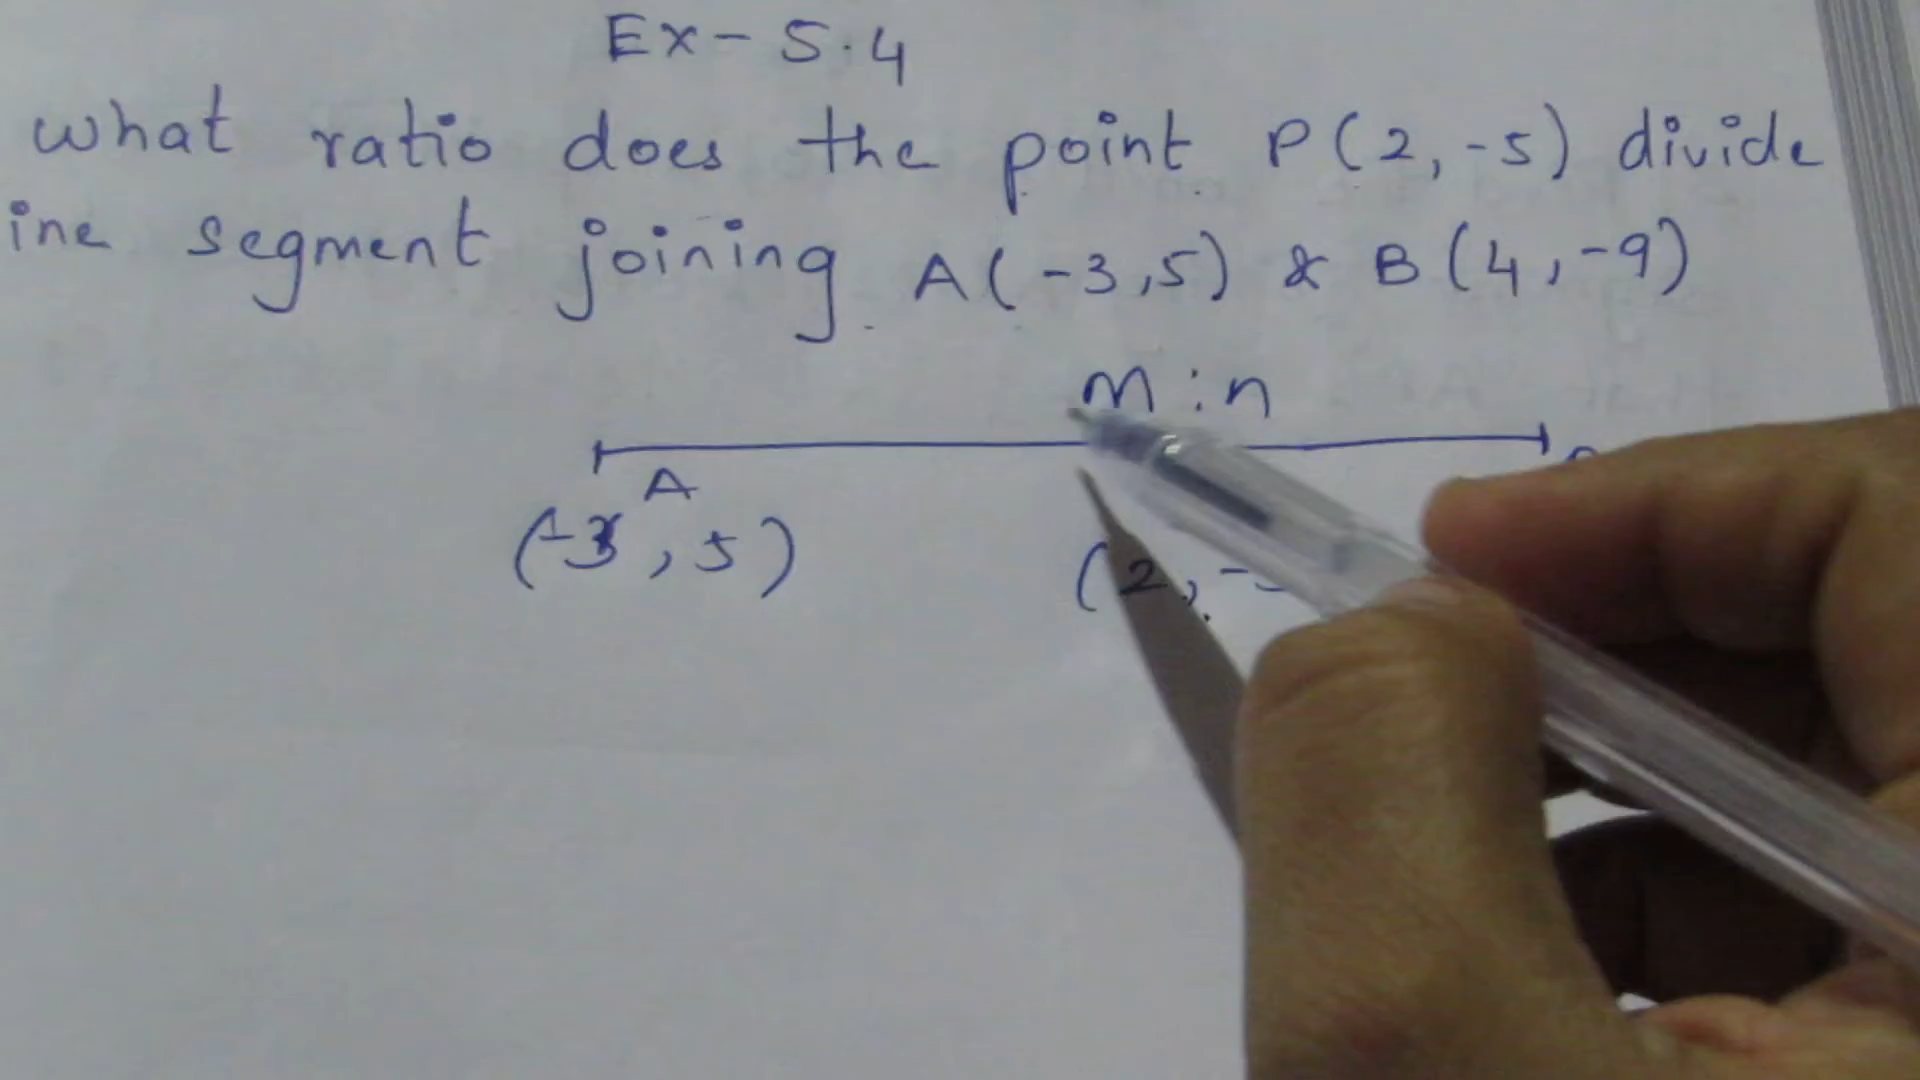 Ex - 5.4
what ratio does the point P(2, -5) divide
ine segment joining A(-3, 5) & B(4, -9)
m : n
A
(-3, 5)
(2, -